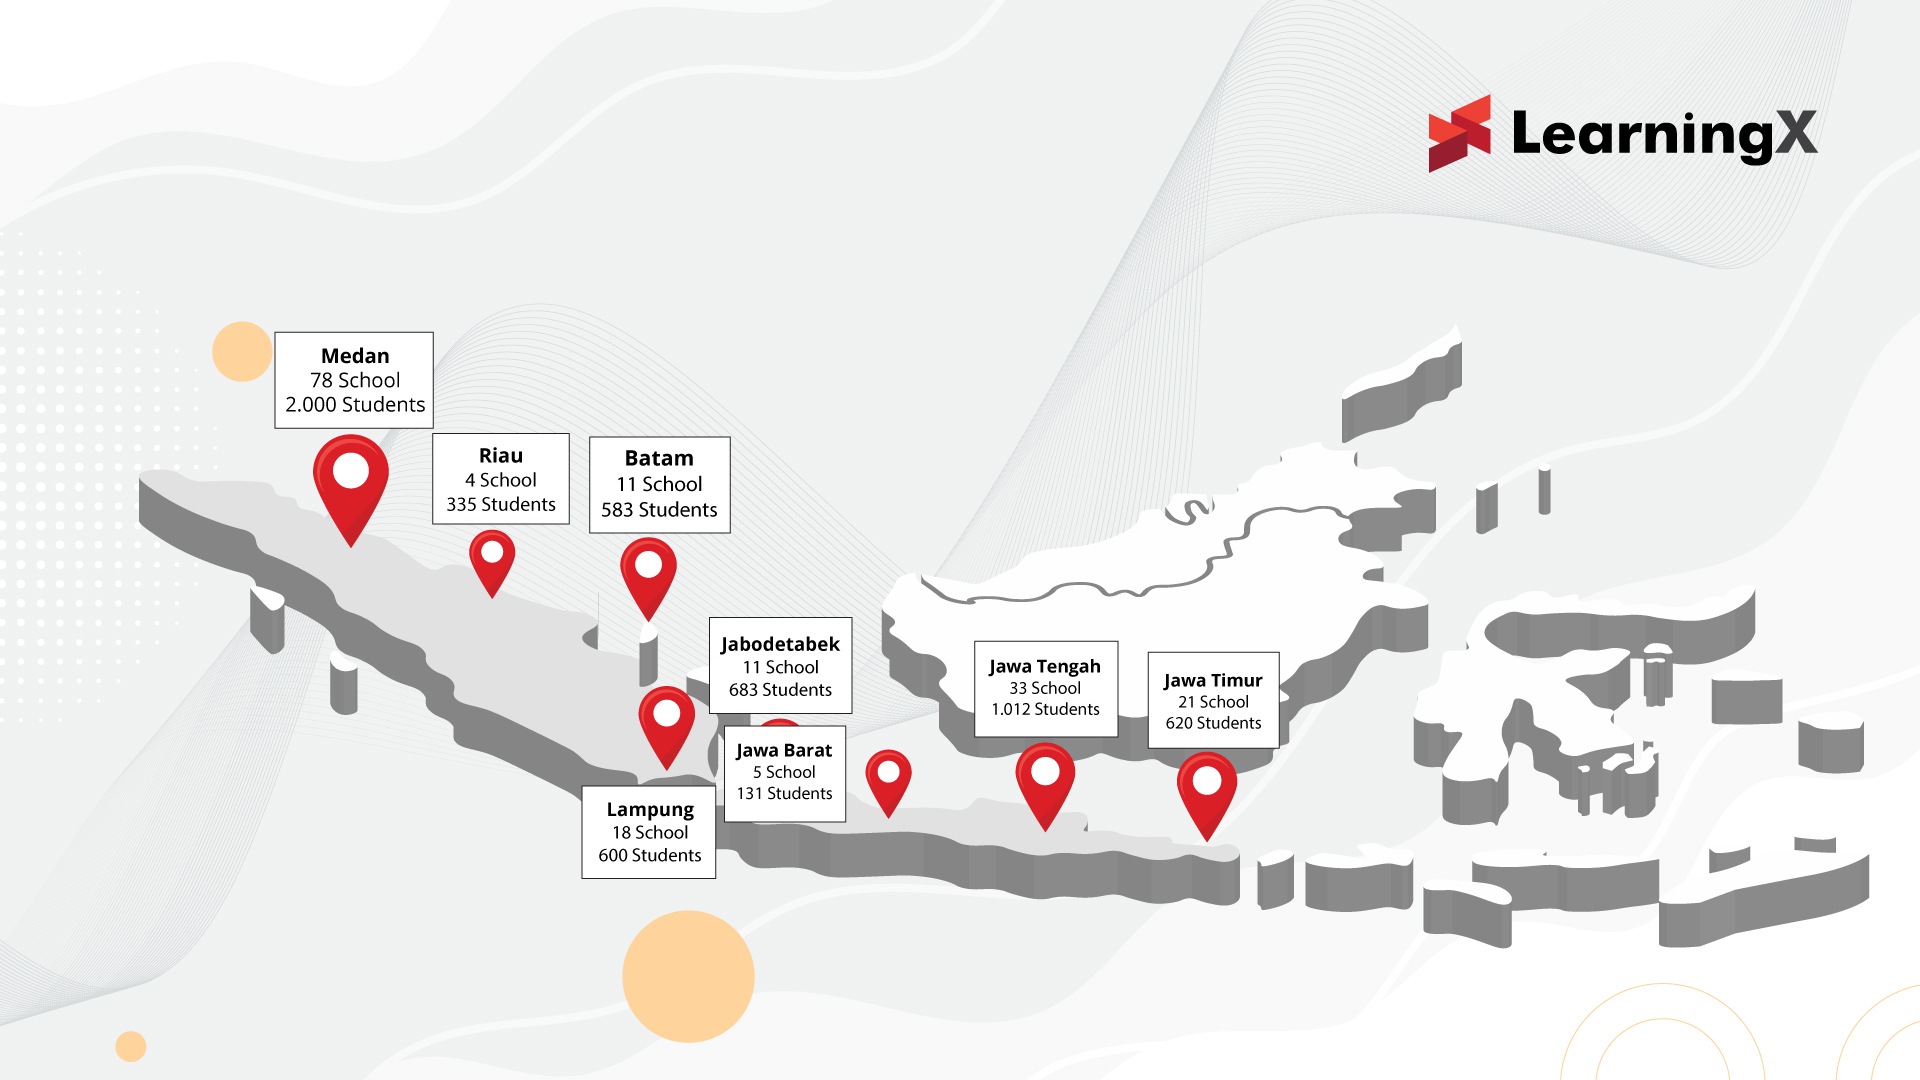 LearningX
Medan
78 School
2.000 Students
Riau
4 School
335 Students
Batam
11 School
583 Students
Jabodetabek
11 School
683 Students
Jawa Tengah
33 School
1.012 Students
Jawa Timur
21 School
620 Students
Jawa Barat
5 School
131 Students
Lampung
18 School
600 Students